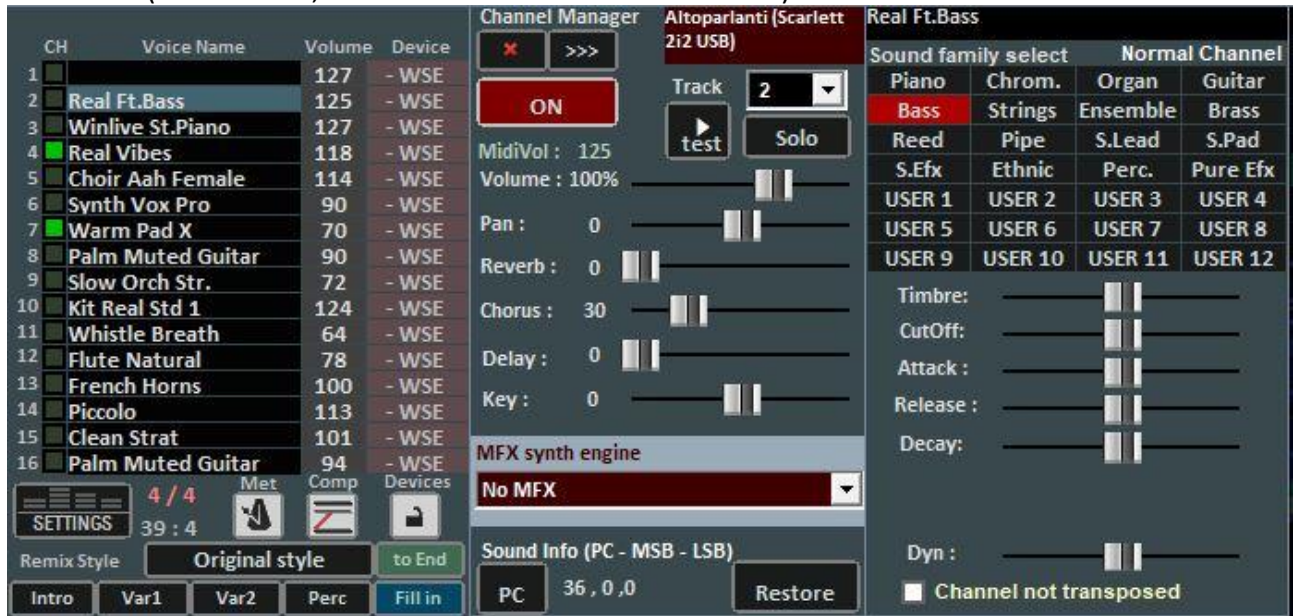 CH Voice Name Volume Device
1 127 - WSE
2 Real Ft.Bass 125 - WSE
3 Winlive St.Piano 127 - WSE
4 Real Vibes 118 - WSE
5 Choir Aah Female 114 - WSE
6 Synth Vox Pro 90 - WSE
7 Warm Pad X 70 - WSE
8 Palm Muted Guitar 90 - WSE
9 Slow Orch Str. 72 - WSE
10 Kit Real Std 1 124 - WSE
11 Whistle Breath 64 - WSE
12 Flute Natural 78 - WSE
13 French Horns 100 - WSE
14 Piccolo 113 - WSE
15 Clean Strat 101 - WSE
16 Palm Muted Guitar 94 - WSE
SETTINGS
4 / 4
39 : 4
Met Comp Devices
Remix Style Original style to End
Intro Var1 Var2 Perc Fill in
Channel Manager
Altoparlanti (Scarlett
2i2 USB)
>>>
ON
Track 2
test Solo
MidiVol : 125
Volume : 100%
Pan : 0
Reverb : 0
Chorus : 30
Delay : 0
Key : 0
MFX synth engine
No MFX
Sound Info (PC - MSB - LSB)
PC 36 , 0 ,0 Restore
Real Ft.Bass
Sound family select Normal Channel
Piano Chrom. Organ Guitar
Bass Strings Ensemble Brass
Reed Pipe S.Lead S.Pad
S.Efx Ethnic Perc. Pure Efx
USER 1 USER 2 USER 3 USER 4
USER 5 USER 6 USER 7 USER 8
USER 9 USER 10 USER 11 USER 12
Timbre:
CutOff:
Attack :
Release :
Decay:
Dyn :
Channel not transposed